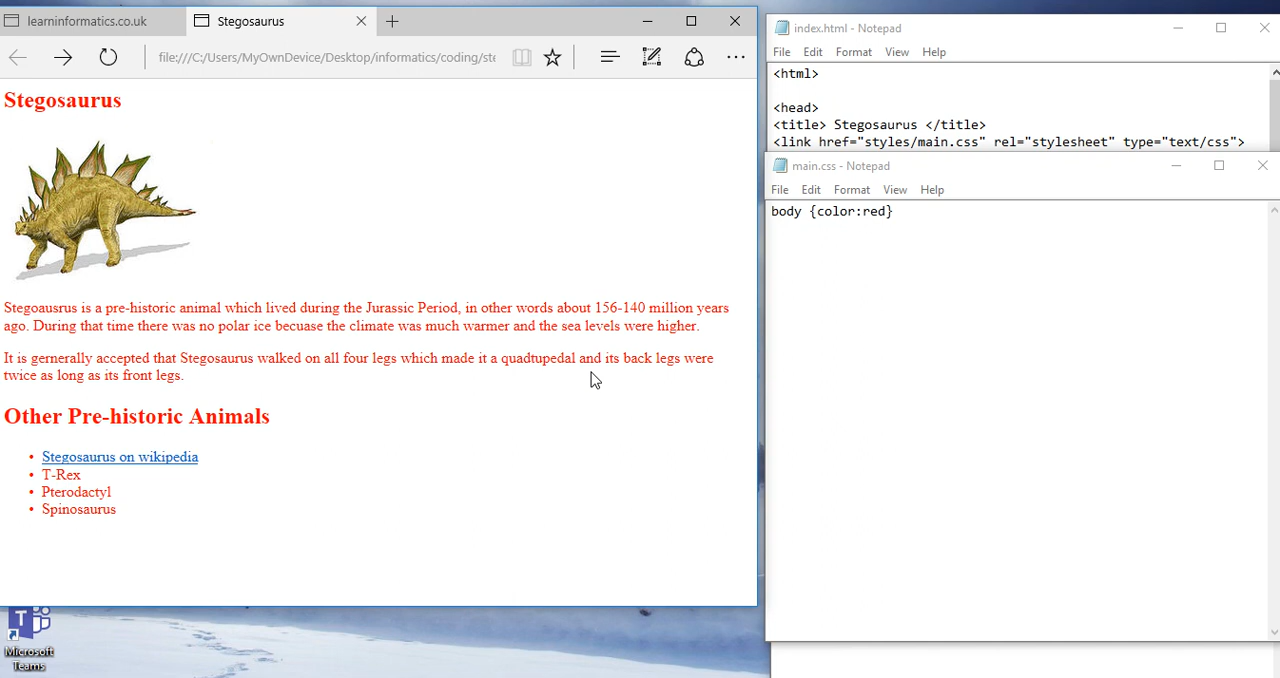 learninformatics.co.uk
Stegosaurus
file:///C:/Users/MyOwnDevice/Desktop/informatics/coding/ste
Stegosaurus
Stegoausrus is a pre-historic animal which lived during the Jurassic Period, in other words about 156-140 million years
ago. During that time there was no polar ice becuase the climate was much warmer and the sea levels were higher.
It is gernerally accepted that Stegosaurus walked on all four legs which made it a quadtupedal and its back legs were
twice as long as its front legs.
Other Pre-historic Animals
• Stegosaurus on wikipedia
• T-Rex
• Pterodactyl
• Spinosaurus
Microsoft
Teams
index.html - Notepad
File Edit Format View Help
<html>
<head>
<title> Stegosaurus </title>
<link href="styles/main.css" rel="stylesheet" type="text/css">
main.css - Notepad
File Edit Format View Help
body {color:red}